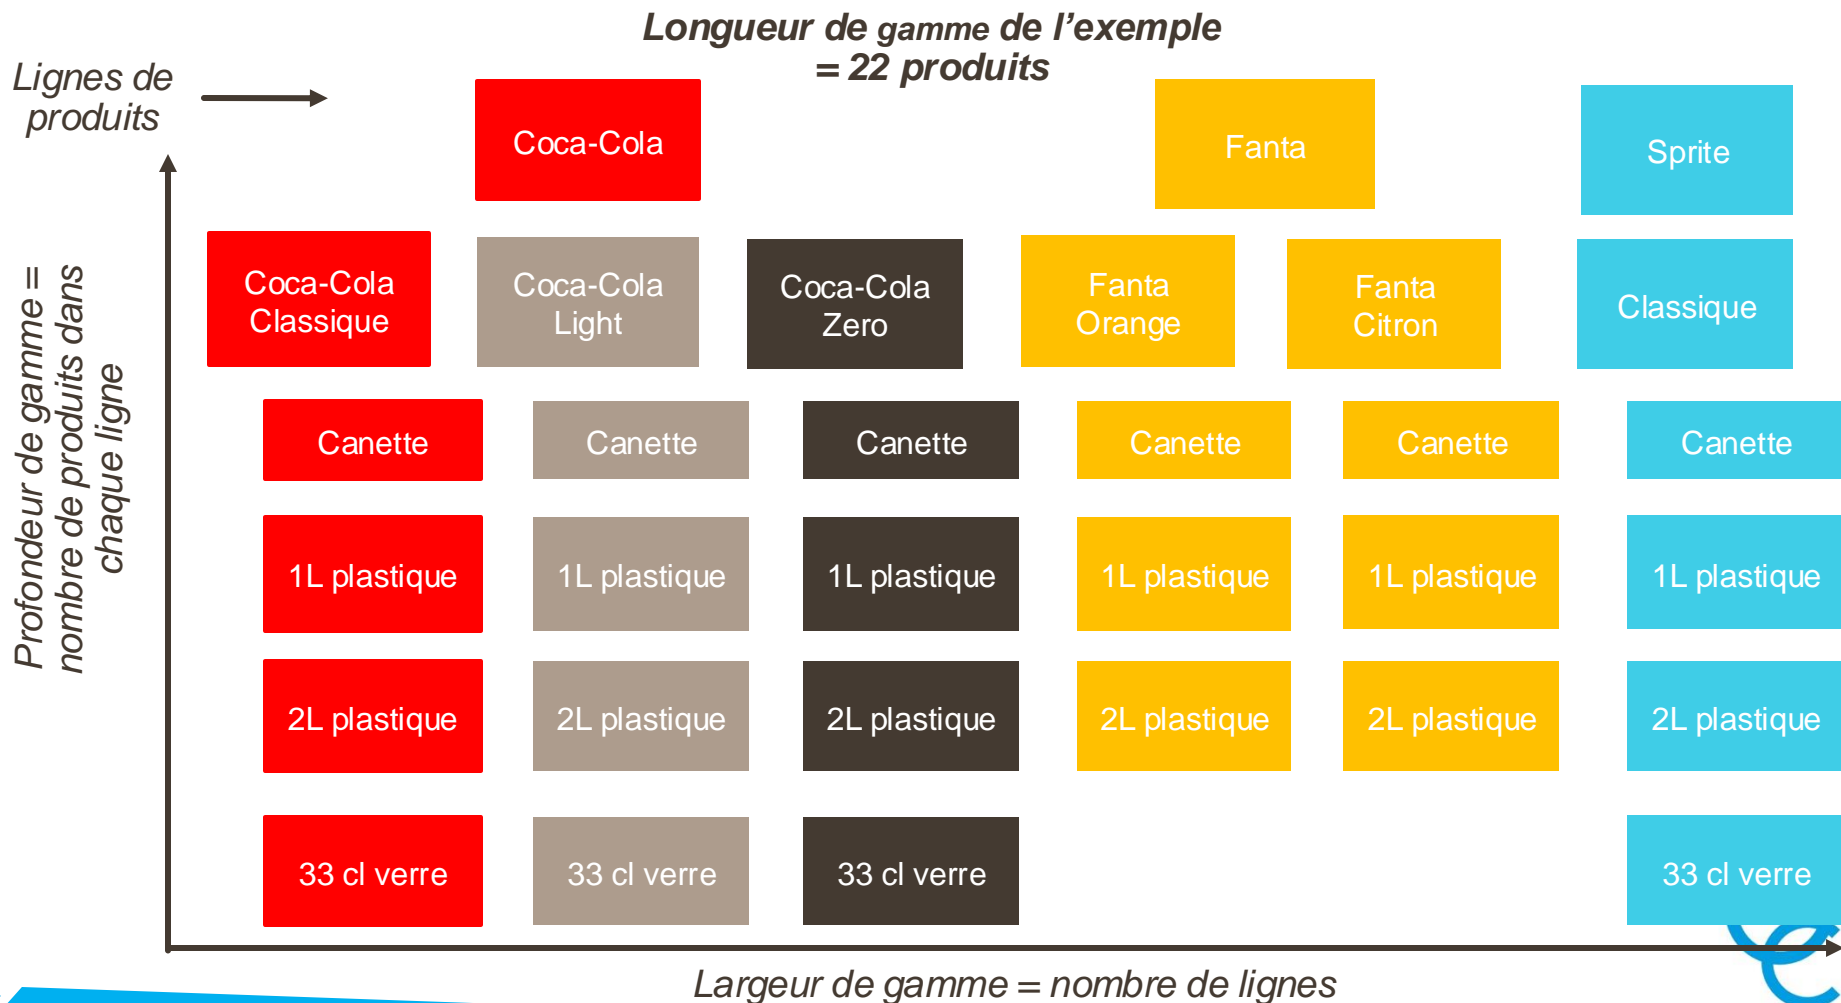 Longueur de gamme de l’exemple
= 22 produits
Lignes de
produits
Coca-Cola
Fanta
Sprite
Profondeur de gamme =
nombre de produits dans
chaque ligne
Coca-Cola
Classique
Coca-Cola
Light
Coca-Cola
Zero
Fanta
Orange
Fanta
Citron
Classique
Canette
Canette
Canette
Canette
Canette
Canette
1L plastique
1L plastique
1L plastique
1L plastique
1L plastique
1L plastique
2L plastique
2L plastique
2L plastique
2L plastique
2L plastique
2L plastique
33 cl verre
33 cl verre
33 cl verre
33 cl verre
Largeur de gamme = nombre de lignes